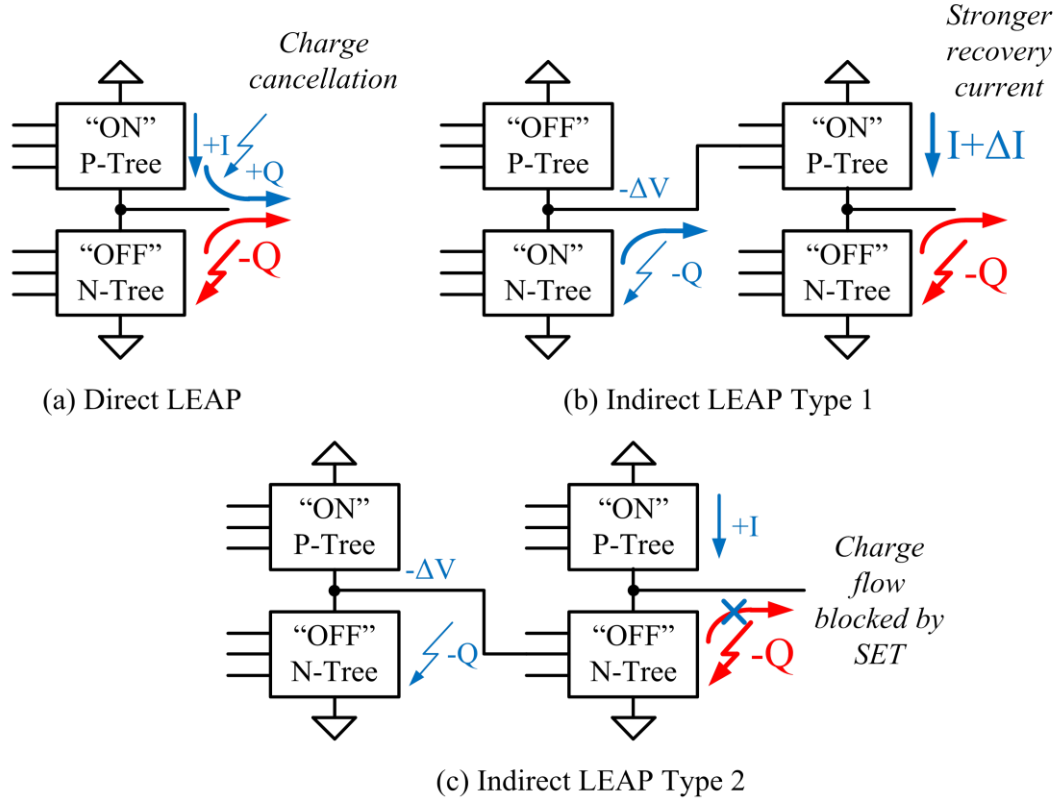 Charge
cancellation
“ON”
P-Tree
+I
+Q
“OFF”
N-Tree
-Q
(a) Direct LEAP
Stronger
recovery
current
“OFF”
P-Tree
-ΔV
“ON”
N-Tree
-Q
“ON”
P-Tree
I+ΔI
“OFF”
N-Tree
-Q
(b) Indirect LEAP Type 1
“ON”
P-Tree
-ΔV
“OFF”
N-Tree
-Q
“ON”
P-Tree
+I
“OFF”
N-Tree
-Q
Charge
flow
blocked by
SET
(c) Indirect LEAP Type 2